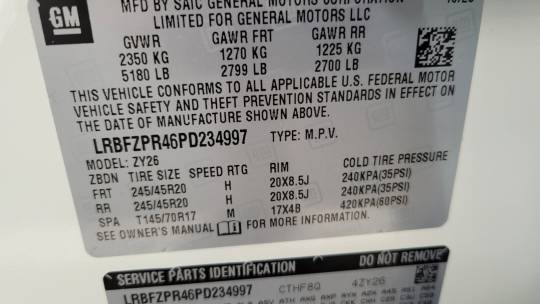 MFD BY SAIC GENERAL MOTORS CORPORATION
GM
LIMITED FOR GENERAL MOTORS LLC
GVWR GAWR FRT GAWR RR
2350 KG 1270 KG 1225 KG
5180 LB 2799 LB 2700 LB
THIS VEHICLE CONFORMS TO ALL APPLICABLE U.S. FEDERAL MOTOR
VEHICLE SAFETY AND THEFT PREVENTION STANDARDS IN EFFECT ON
THE DATE OF MANUFACTURE SHOWN ABOVE.
LRBFZPR46PD234997 TYPE: M.P.V.
MODEL: ZY26
ZBDN TIRE SIZE SPEED RTG RIM COLD TIRE PRESSURE
FRT 245/45R20 H 20X8.5J 240KPA(35PSI)
RR 245/45R20 H 20X8.5J 240KPA(35PSI)
SPA T145/70R17 M 17X4B 420KPA(60PSI)
SEE OWNER'S MANUAL i FOR MORE INFORMATION.
SERVICE PARTS IDENTIFICATION DO NOT REMOVE
LRBFZPR46PD234997 CTHF8Q 4ZY26